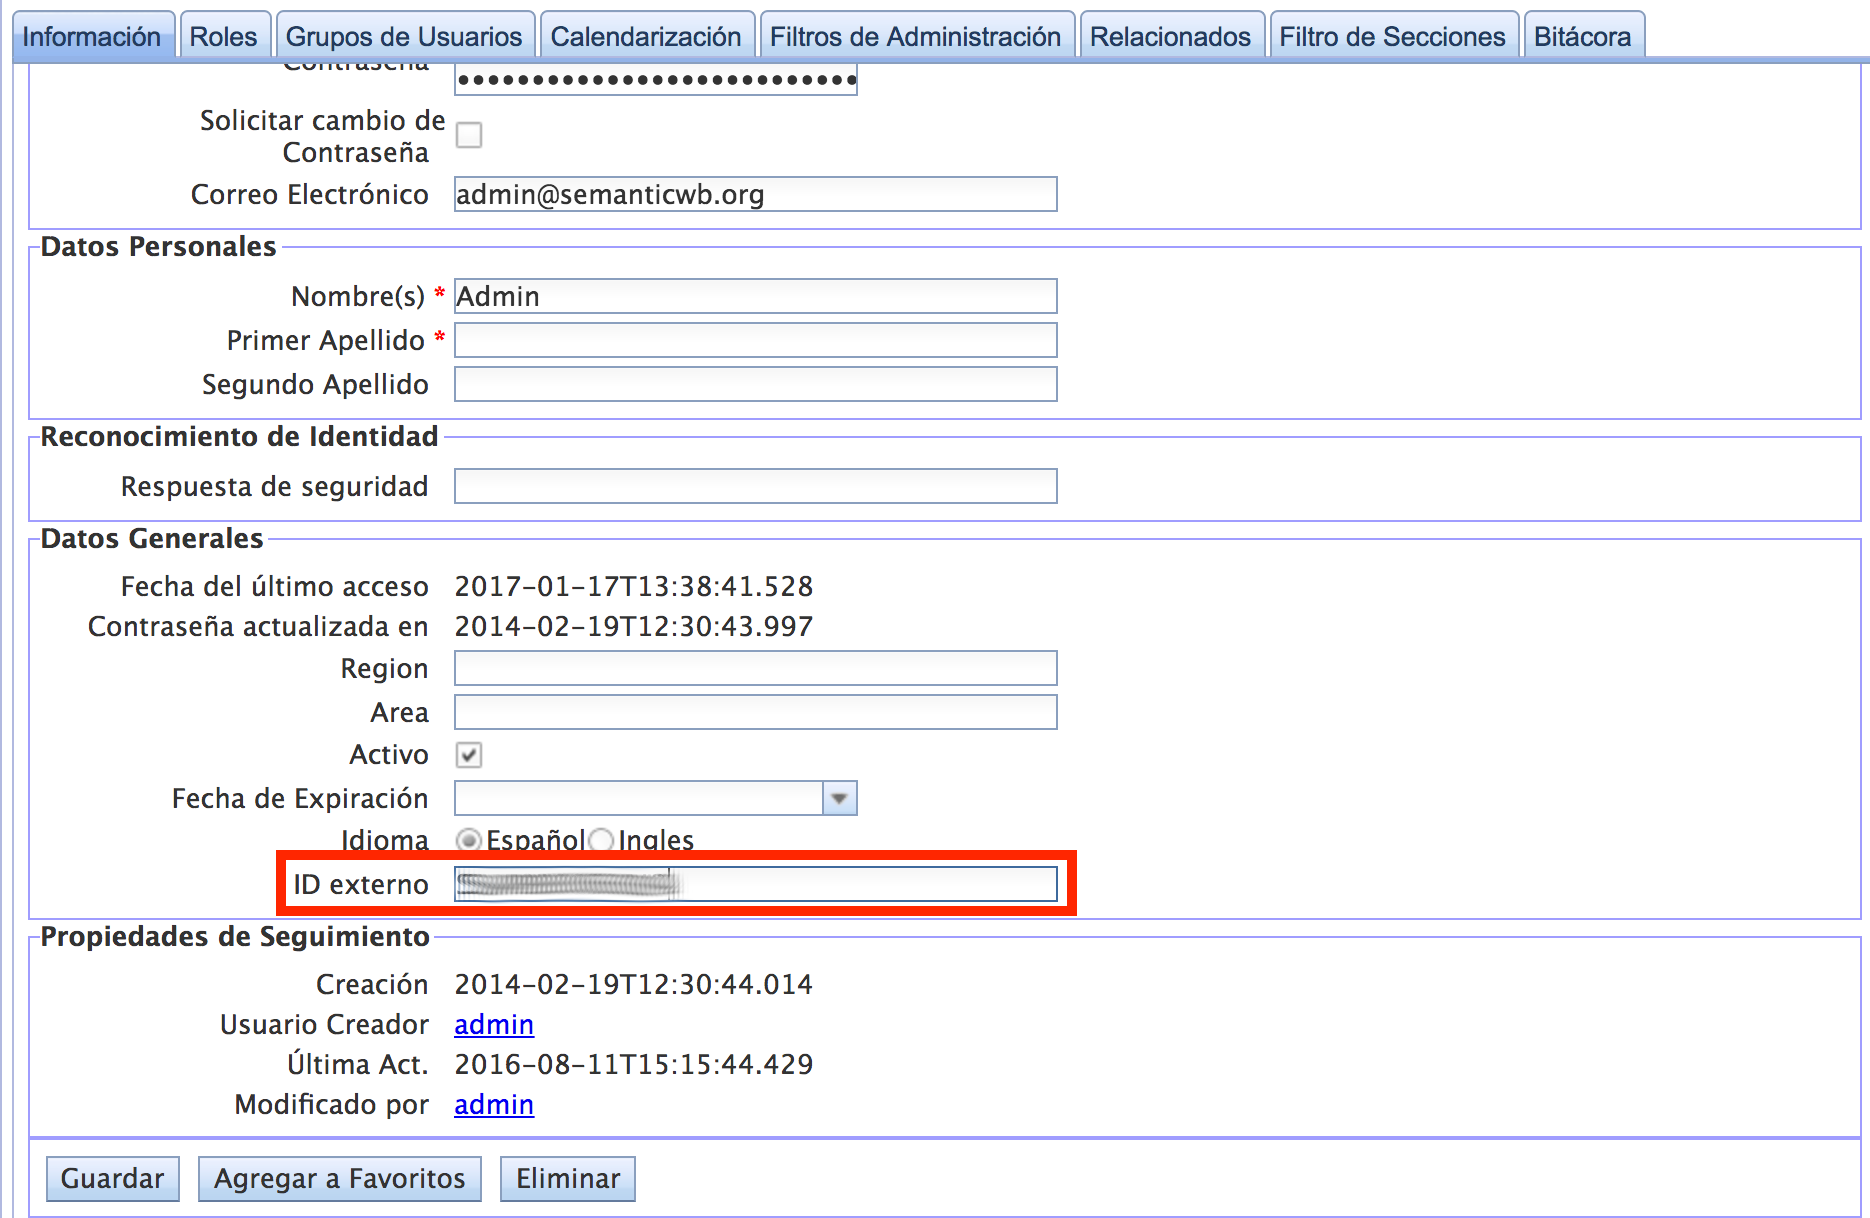 Información Roles Grupos de Usuarios Calendarización Filtros de Administración Relacionados Filtro de Secciones Bitácora
Contraseña •••••••••••••••••••••••••••
Solicitar cambio de
Contraseña
Correo Electrónico admin@semanticwb.org
Datos Personales
Nombre(s) * Admin
Primer Apellido *
Segundo Apellido
Reconocimiento de Identidad
Respuesta de seguridad
Datos Generales
Fecha del último acceso 2017-01-17T13:38:41.528
Contraseña actualizada en 2014-02-19T12:30:43.997
Region
Area
Activo
Fecha de Expiración
Idioma Español Ingles
ID externo
Propiedades de Seguimiento
Creación 2014-02-19T12:30:44.014
Usuario Creador admin
Última Act. 2016-08-11T15:15:44.429
Modificado por admin
Guardar Agregar a Favoritos Eliminar